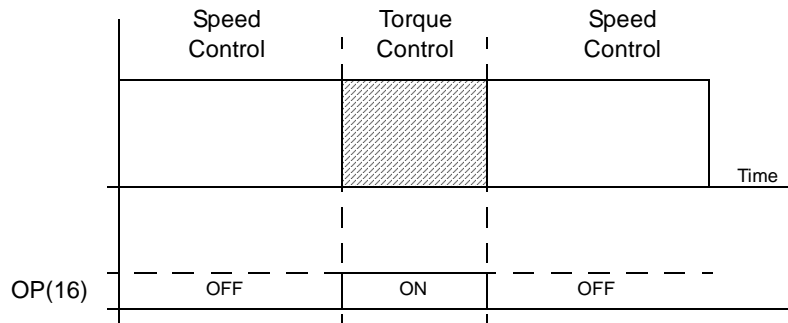 Speed
Control
Torque
Control
Speed
Control
Time
OP(16)
OFF
ON
OFF